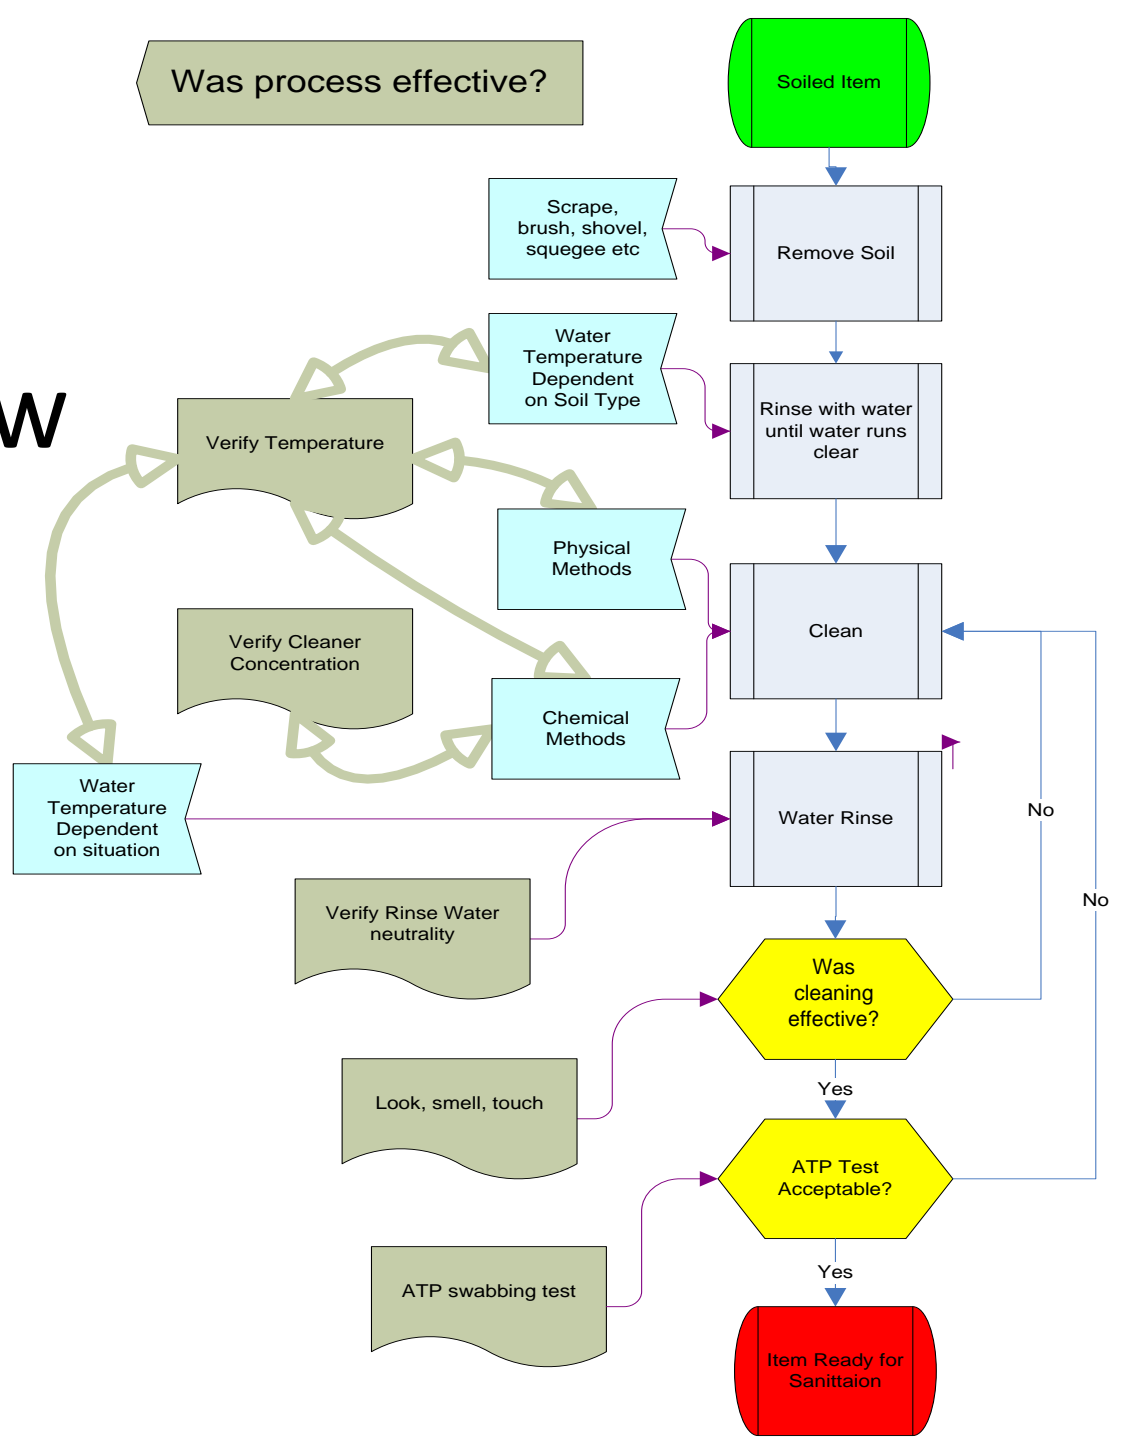 Was process effective?
Soiled Item
Scrape,
brush, shovel,
squegee etc
Remove Soil
Water
Temperature
Dependent
on Soil Type
Rinse with water
until water runs
clear
w
Verify Temperature
Physical
Methods
Clean
Verify Cleaner
Concentration
Chemical
Methods
Water
Temperature
Dependent
on situation
Water Rinse
No
No
Verify Rinse Water
neutrality
Was
cleaning
effective?
Yes
Look, smell, touch
ATP Test
Acceptable?
Yes
ATP swabbing test
Item Ready for
Sanittaion